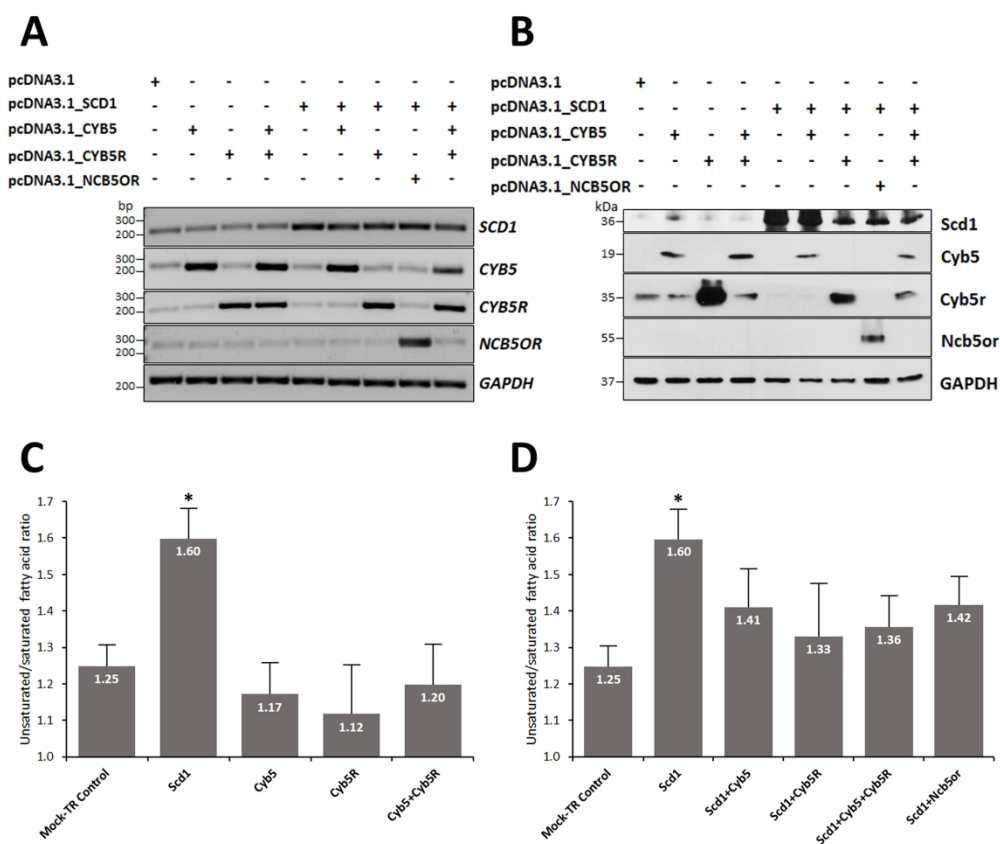 A
pcDNA3.1 + - - - - - - - -
pcDNA3.1_SCD1 - - - - + + + + +
pcDNA3.1_CYB5 - + - + - + - - +
pcDNA3.1_CYB5R - - + + - - + - +
pcDNA3.1_NCB5OR - - - - - - - + -
bp
300
200
SCD1
300
200
CYB5
300
200
CYB5R
300
200
NCB5OR
200
GAPDH
B
pcDNA3.1 + - - - - - - - -
pcDNA3.1_SCD1 - - - - + + + + +
pcDNA3.1_CYB5 - + - + - + - - +
pcDNA3.1_CYB5R - - + + - - + - +
pcDNA3.1_NCB5OR - - - - - - - + -
kDa
36
Scd1
19
Cyb5
35
Cyb5r
55
Ncb5or
37
GAPDH
C
Unsaturated/saturated fatty acid ratio
1.7
1.6
1.5
1.4
1.3
1.2
1.1
1.0
*
1.25
1.60
1.17
1.12
1.20
Mock-TR Control
Scd1
Cyb5
Cyb5R
Cyb5+Cyb5R
D
Unsaturated/saturated fatty acid ratio
1.7
1.6
1.5
1.4
1.3
1.2
1.1
1.0
*
1.25
1.60
1.41
1.33
1.36
1.42
Mock-TR Control
Scd1
Scd1+Cyb5
Scd1+Cyb5R
Scd1+Cyb5+Cyb5R
Scd1+Ncb5or